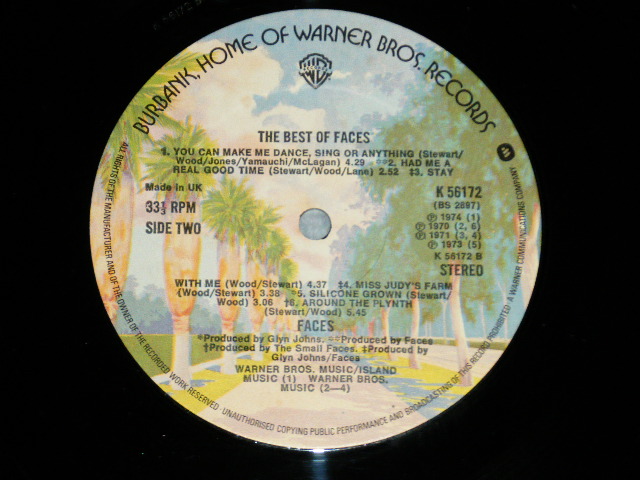 BURBANK, HOME OF WARNER BROS. RECORDS
THE BEST OF FACES
1. YOU CAN MAKE ME DANCE, SING OR ANYTHING (Stewart/
Wood/Jones/Yamauchi/McLagan) 4.29 **2. HAD ME A
REAL GOOD TIME (Stewart/Wood/Lane) 2.52 ‡3. STAY
Made in UK
33⅓ RPM
SIDE TWO
K 56172
(BS 2897)
℗ 1974 (1)
℗ 1970 (2, 6)
℗ 1971 (3, 4)
℗ 1973 (5)
K 56172 B
STEREO
WITH ME (Wood/Stewart) 4.37 ‡4. MISS JUDY'S FARM
(Wood/Stewart) 3.38 *5. SILICONE GROWN (Stewart/
Wood) 3.06 †6. AROUND THE PLYNTH
(Stewart/Wood) 5.45
FACES
*Produced by Glyn Johns. **Produced by Faces
†Produced by The Small Faces. ‡Produced by
Glyn Johns/Faces
WARNER BROS. MUSIC/ISLAND
MUSIC (1) WARNER BROS.
MUSIC (2—4)
ALL RIGHTS OF THE MANUFACTURER AND OF THE OWNER OF THE RECORDED WORK RESERVED · UNAUTHORISED COPYING PUBLIC PERFORMANCE AND BROADCASTING OF THIS RECORD PROHIBITED · A WARNER COMMUNICATIONS COMPANY